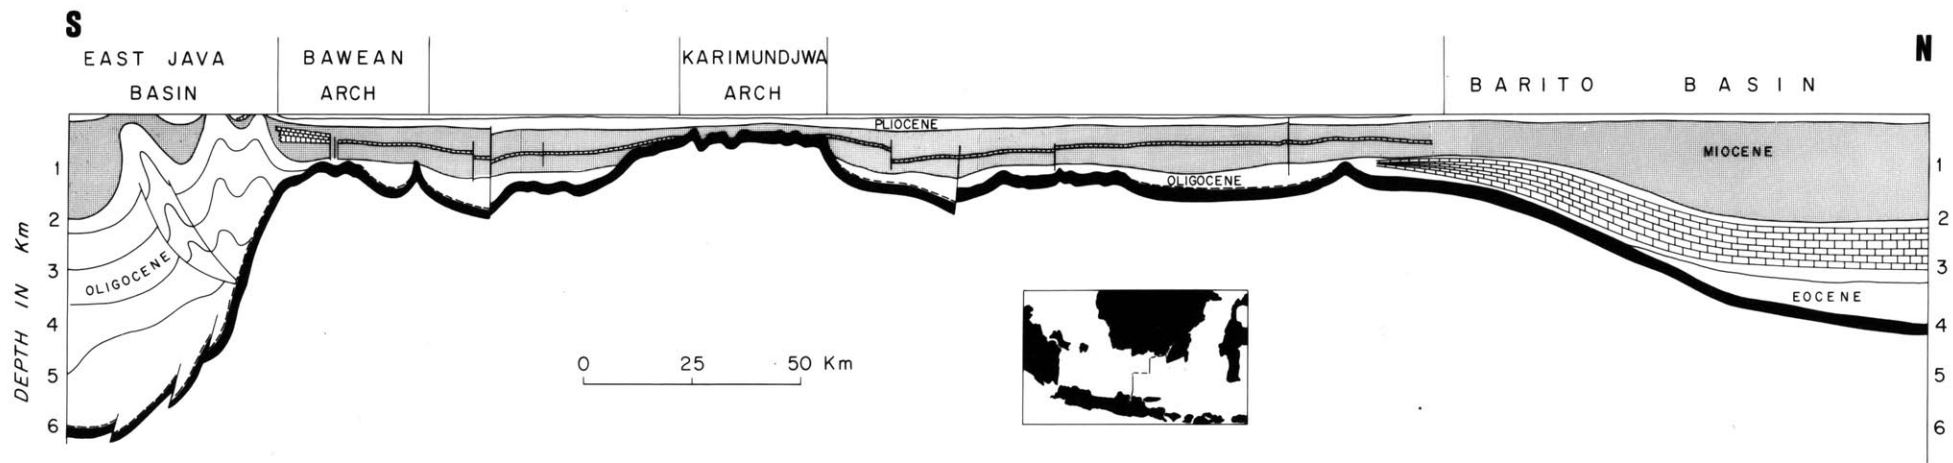 S
N
EAST JAVA
BASIN
BAWEAN
ARCH
KARIMUNDJWA
ARCH
BARITO BASIN
PLIOCENE
MIOCENE
OLIGOCENE
OLIGOCENE
EOCENE
DEPTH IN Km
1
2
3
4
5
6
1
2
3
4
5
6
0 25 50 Km